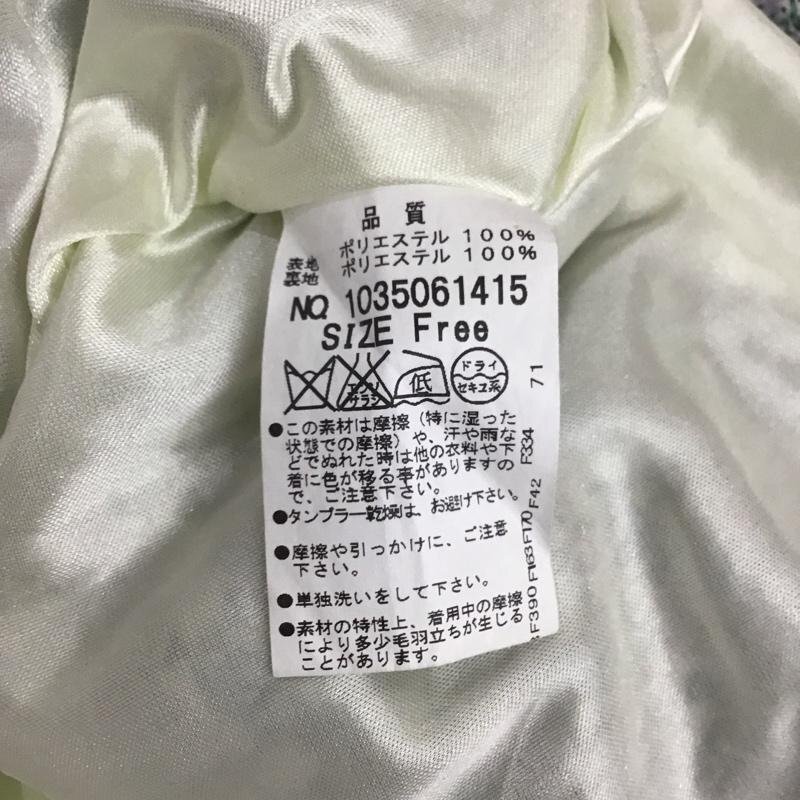 品質
表地 ポリエステル 100%
裏地 ポリエステル 100%
NO. 1035061415
SIZE Free
エンソサラシ 低 ドライ セキユ系
●この素材は摩擦(特に湿った
状態での摩擦)や、汗や雨な
どでぬれた時は他の衣料や下
着に色が移る事がありますの
で、ご注意下さい。
●タンブラー乾燥は、お避け下さい。
●摩擦や引っかけに、ご注意
下さい。
●単独洗いをして下さい。
●素材の特性上、着用中の摩擦
により多少毛羽立ちが生じる
ことがあります。
F390 F163 F170 F42 F334 71